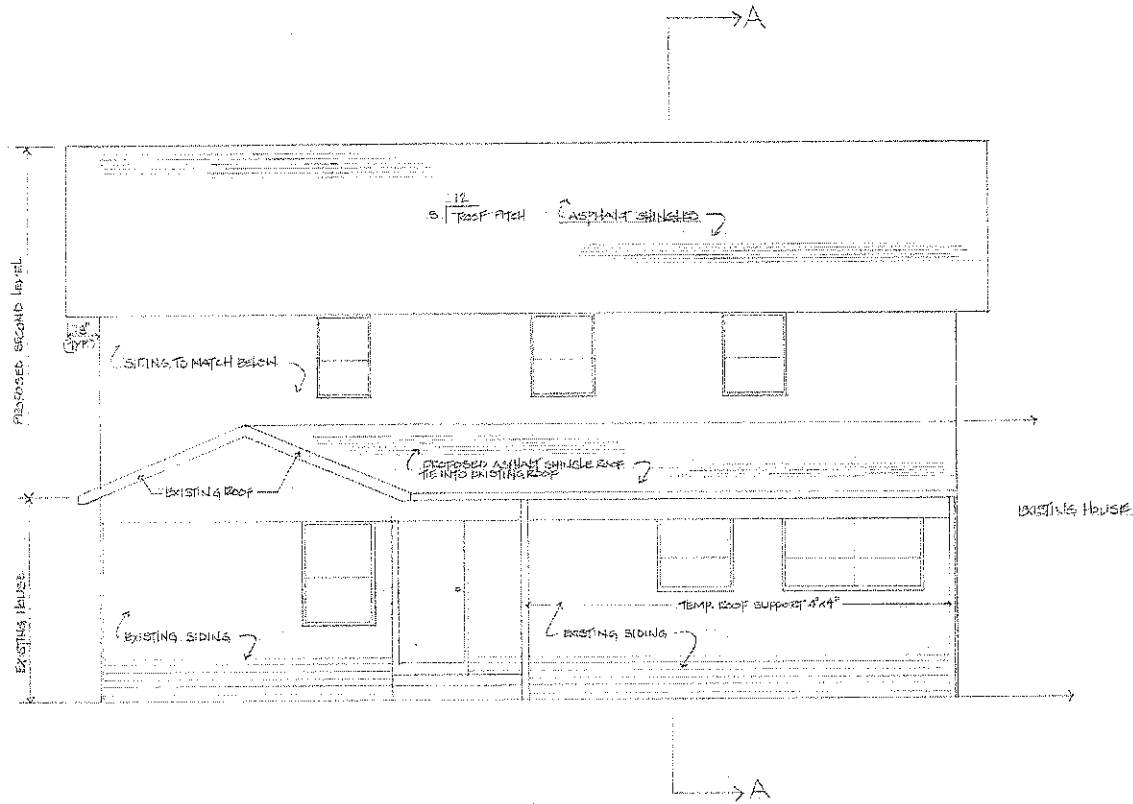 A
12
5 ROOF PITCH
ASPHALT SHINGLED
PROPOSED SECOND LEVEL
(TYP.)
SIDING TO MATCH BELOW
PROPOSED ASPHALT SHINGLE ROOF
TIE INTO EXISTING ROOF
EXISTING ROOF
EXISTING HOUSE
EXISTING HOUSE
TEMP. ROOF SUPPORT 4"x4"
EXISTING SIDING
EXISTING SIDING
A